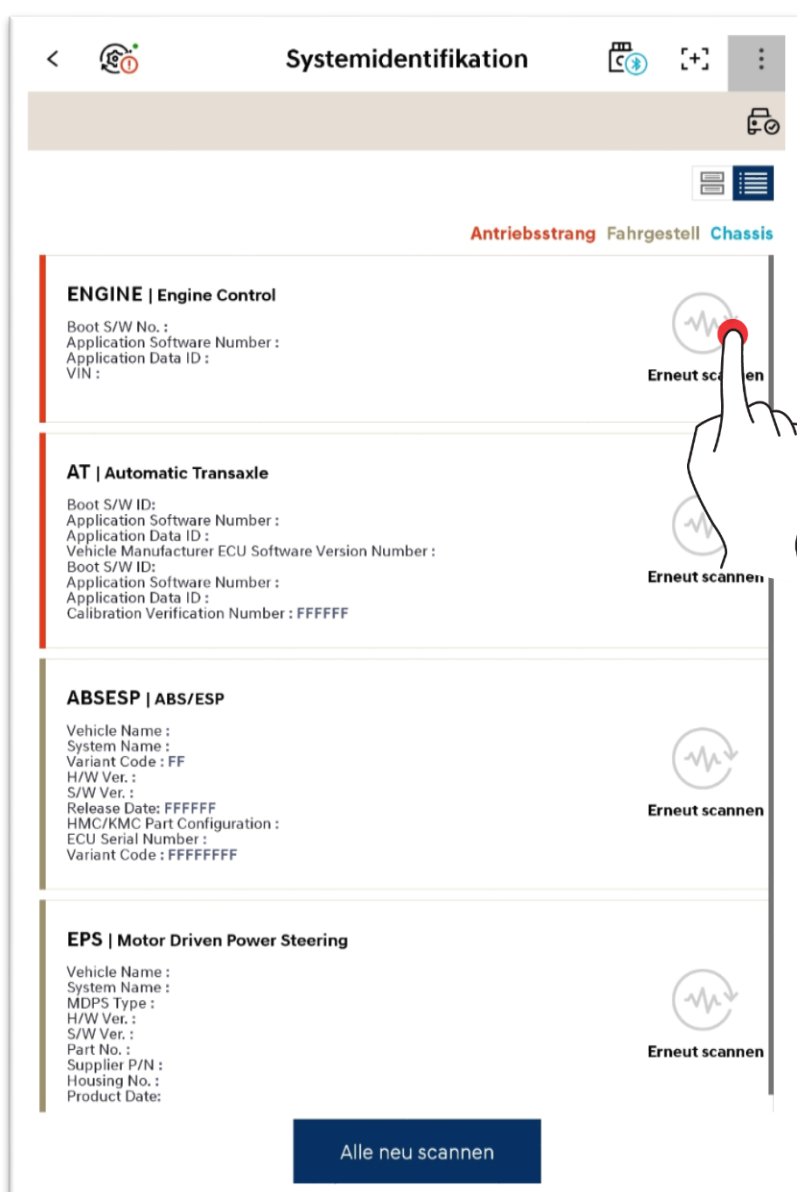 Systemidentifikation
Antriebsstrang Fahrgestell Chassis
ENGINE | Engine Control
Boot S/W No. :
Application Software Number :
Application Data ID :
VIN :
Erneut sc en
AT | Automatic Transaxle
Boot S/W ID:
Application Software Number :
Application Data ID :
Vehicle Manufacturer ECU Software Version Number :
Boot S/W ID:
Application Software Number :
Application Data ID :
Calibration Verification Number : FFFFFF
Erneut scannen
ABSESP | ABS/ESP
Vehicle Name :
System Name :
Variant Code : FF
H/W Ver. :
S/W Ver. :
Release Date: FFFFFF
HMC/KMC Part Configuration :
ECU Serial Number :
Variant Code : FFFFFFFF
Erneut scannen
EPS | Motor Driven Power Steering
Vehicle Name :
System Name :
MDPS Type :
H/W Ver. :
S/W Ver. :
Part No. :
Supplier P/N :
Housing No. :
Product Date:
Erneut scannen
Alle neu scannen